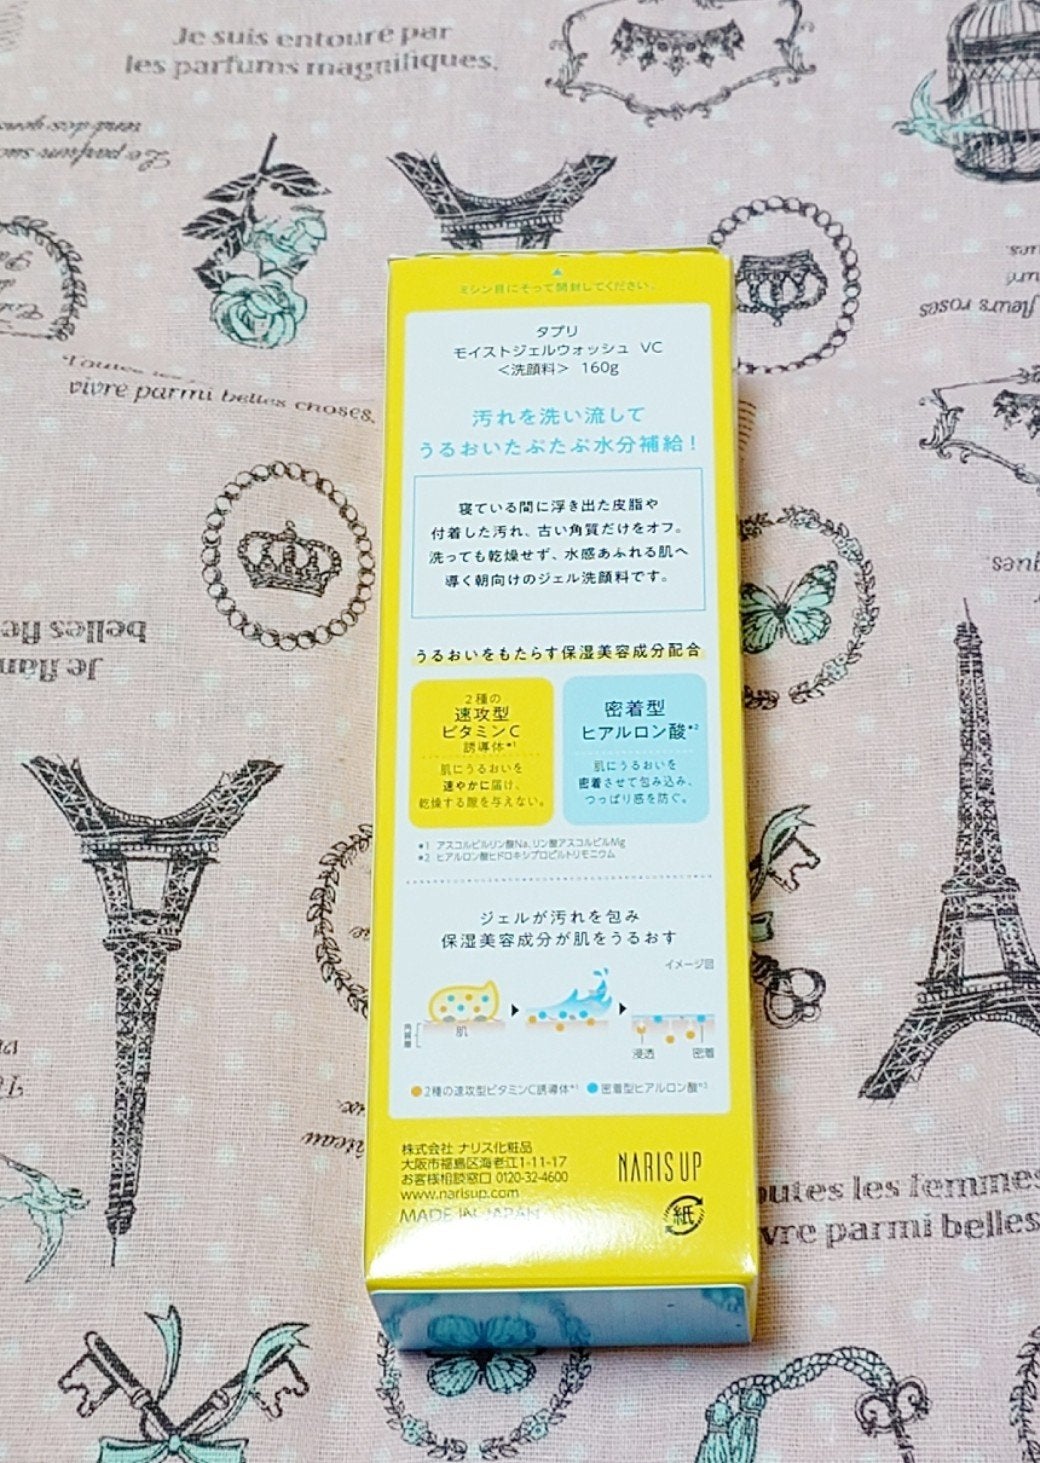 Je suis entouré par
les parfums magnifiques.
vivre parmi belles choses.
fleurs roses
belles
Je
ミシン目にそって開封してください。
タプリ
モイストジェルウォッシュ VC
＜洗顔料＞ 160g
汚れを洗い流して
うるおいたぷたぷ水分補給！
寝ている間に浮き出た皮脂や
付着した汚れ、古い角質だけをオフ。
洗っても乾燥せず、水感あふれる肌へ
導く朝向けのジェル洗顔料です。
うるおいをもたらす保湿美容成分配合
2種の
速攻型
ビタミンC
誘導体*1
肌にうるおいを
速やかに届け、
乾燥する隙を与えない。
密着型
ヒアルロン酸*2
肌にうるおいを
密着させて包み込み、
つっぱり感を防ぐ。
*1 アスコルビルリン酸Na、リン酸アスコルビルMg
*2 ヒアルロン酸ヒドロキシプロピルトリモニウム
ジェルが汚れを包み
保湿美容成分が肌をうるおす
イメージ図
角質層
肌
浸透
密着
2種の速攻型ビタミンC誘導体*1 密着型ヒアルロン酸*2
株式会社 ナリス化粧品
大阪市福島区海老江1-11-17
お客様相談窓口 0120-32-4600
www.narisup.com
MADE IN JAPAN
NARIS UP
紙
outes les femmes
vre parmi belles